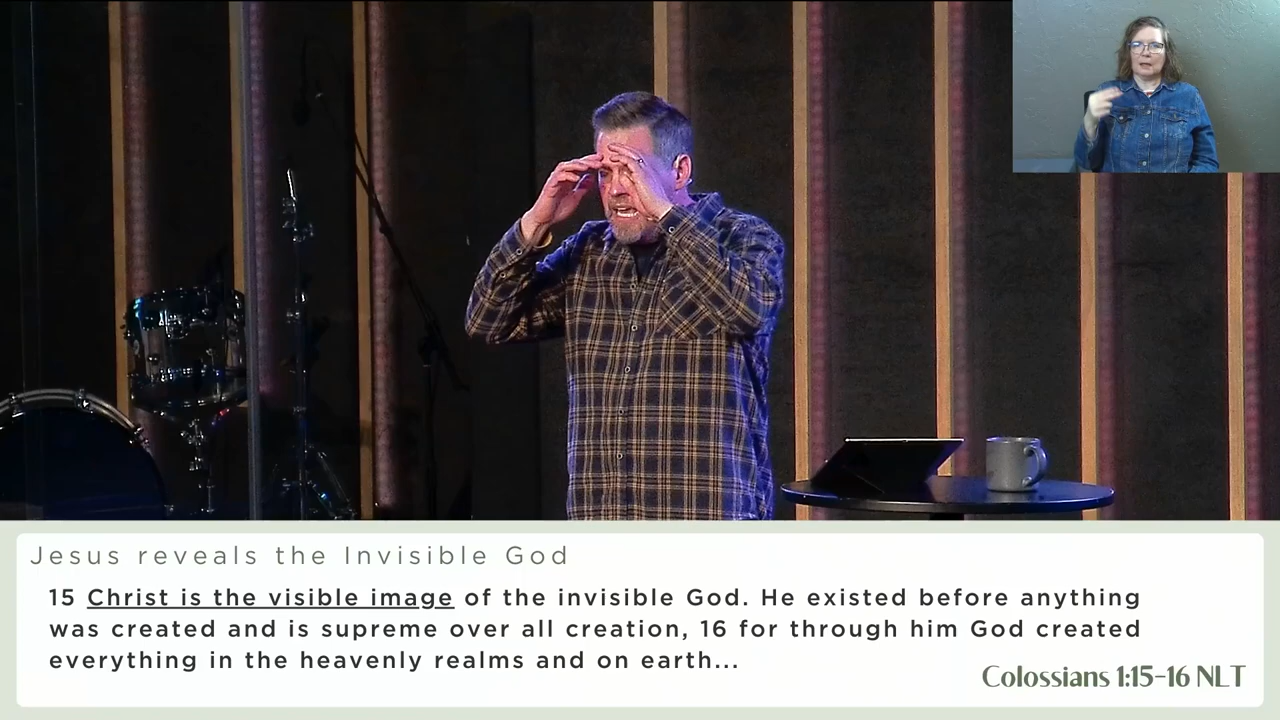 Jesus reveals the Invisible God
15 Christ is the visible image of the invisible God. He existed before anything
was created and is supreme over all creation, 16 for through him God created
everything in the heavenly realms and on earth...
Colossians 1:15-16 NLT